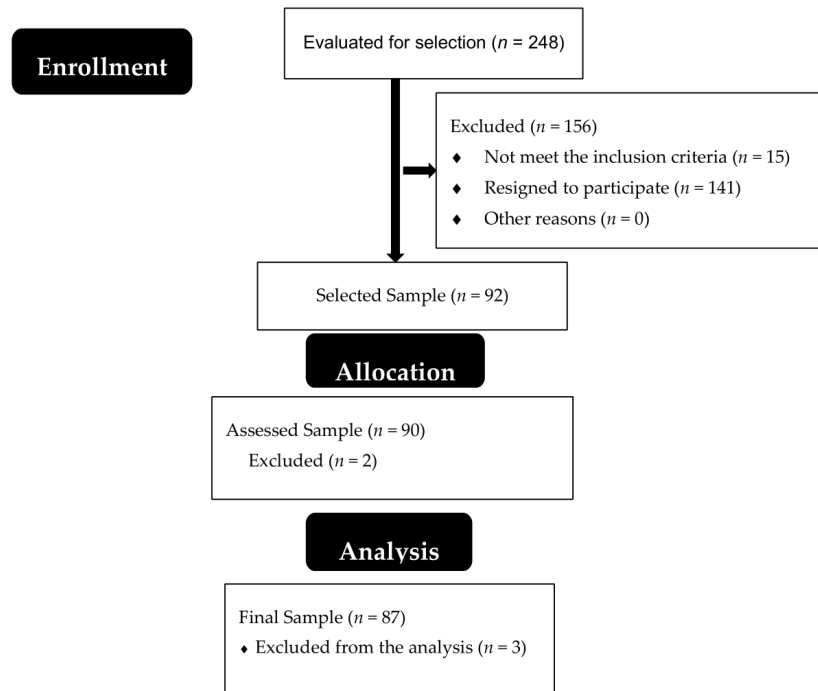 Enrollment
Evaluated for selection (n = 248)
Excluded (n = 156)
♦ Not meet the inclusion criteria (n = 15)
♦ Resigned to participate (n = 141)
♦ Other reasons (n = 0)
Selected Sample (n = 92)
Allocation
Assessed Sample (n = 90)
Excluded (n = 2)
Analysis
Final Sample (n = 87)
♦ Excluded from the analysis (n = 3)